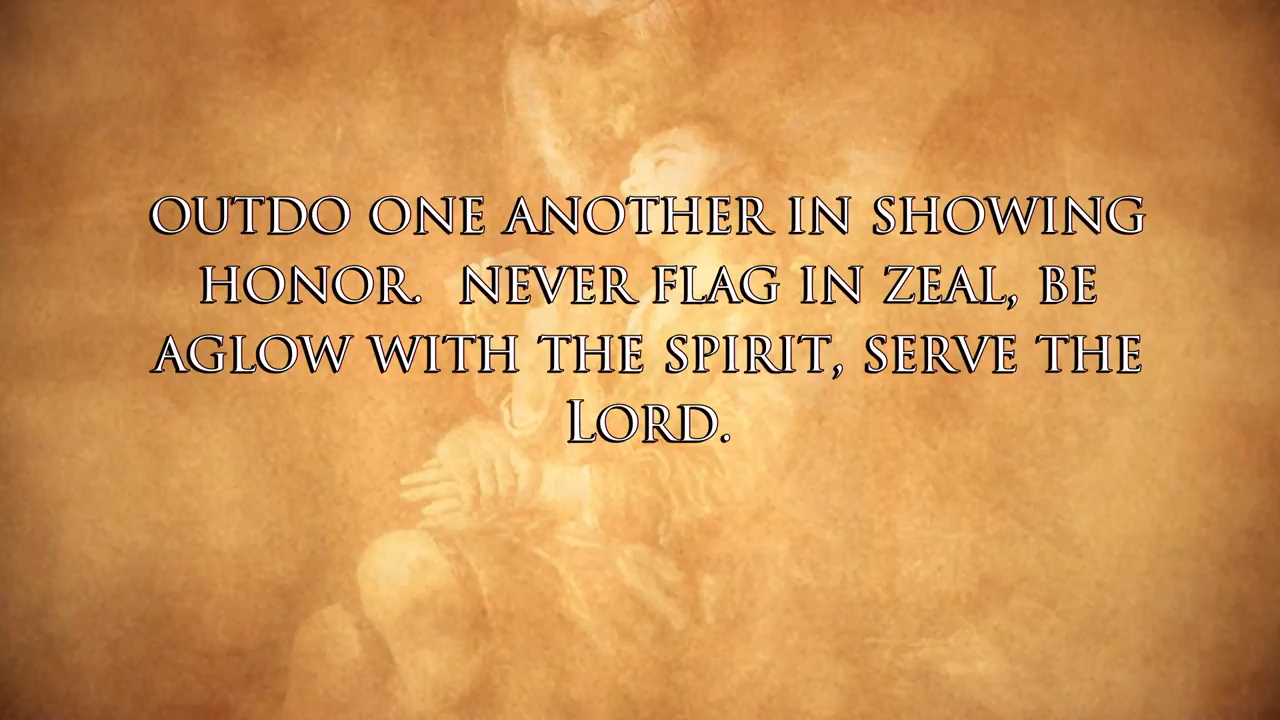 OUTDO ONE ANOTHER IN SHOWING
HONOR.  NEVER FLAG IN ZEAL, BE
AGLOW WITH THE SPIRIT, SERVE THE
LORD.